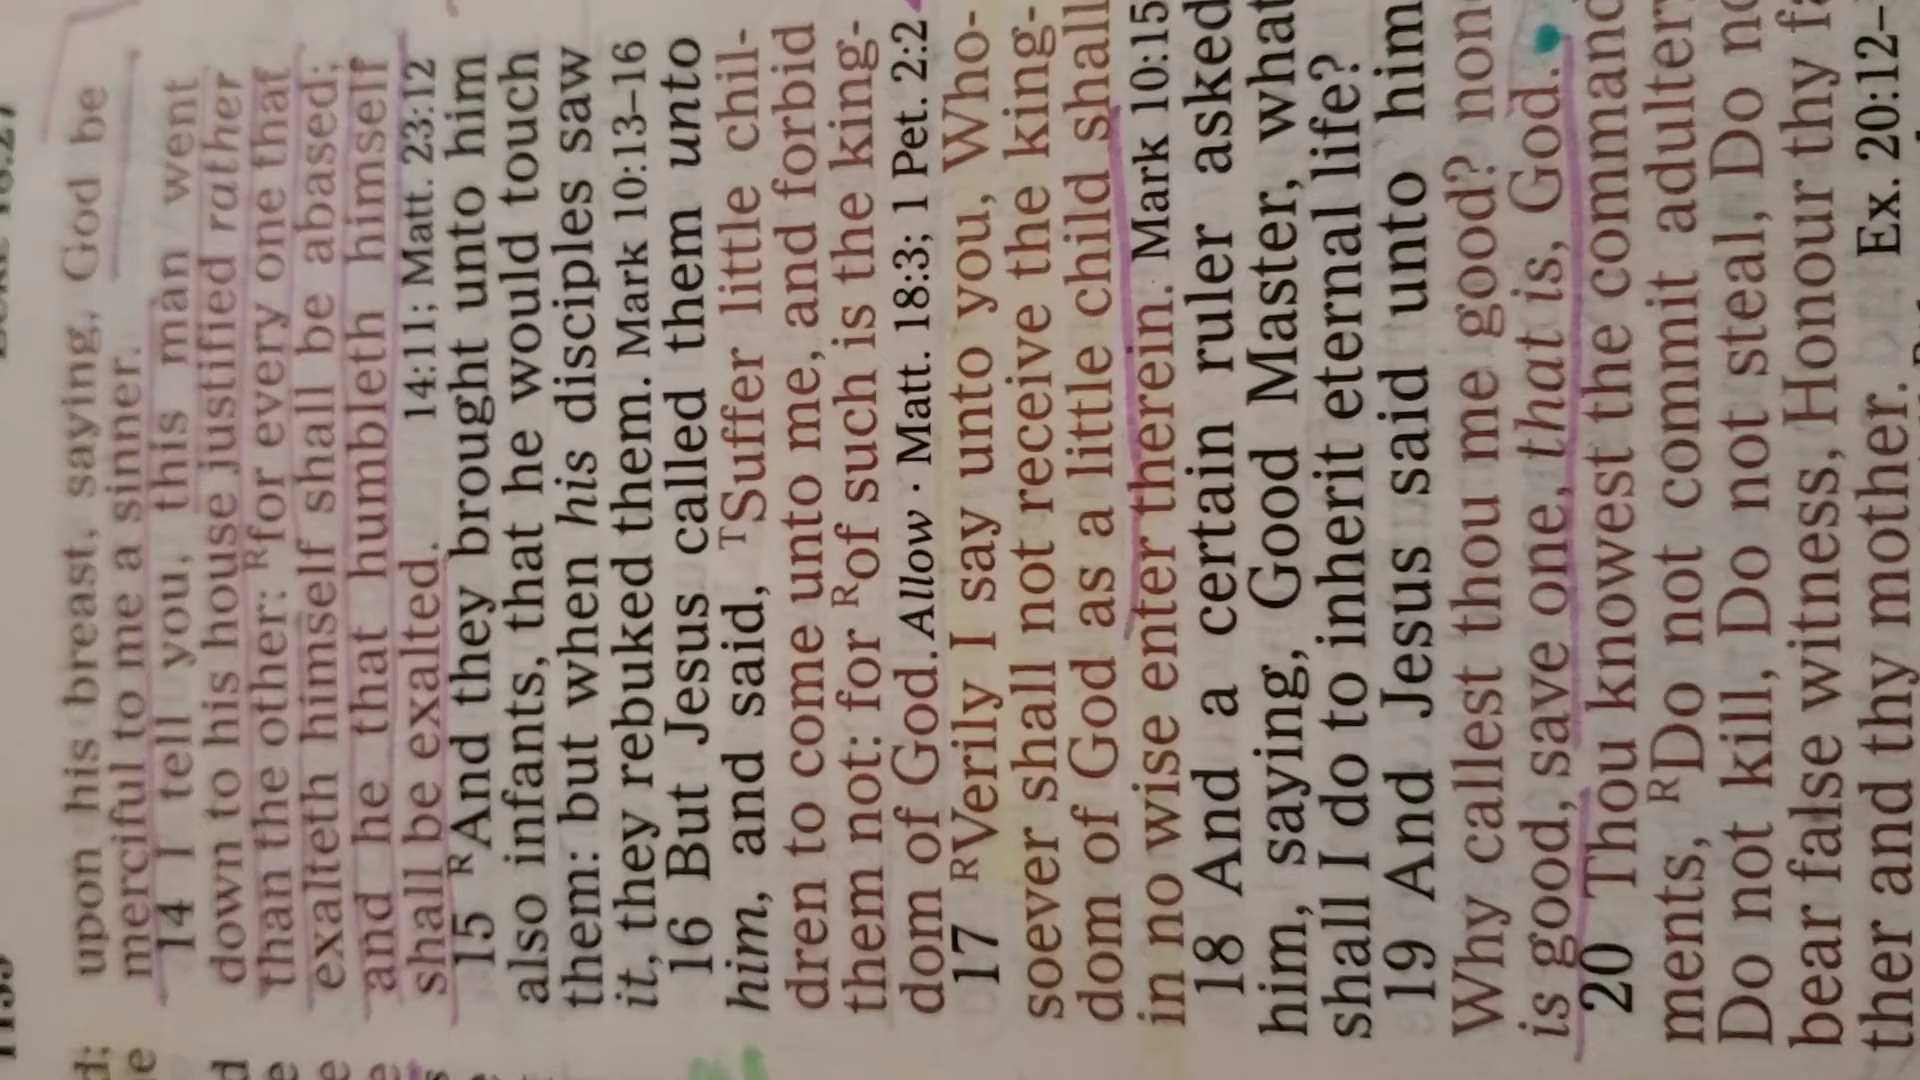 upon his breast, saying, God be
merciful to me a sinner.
14 I tell you, this man went
down to his house justified rather
than the other: Rfor every one that
exalteth himself shall be abased;
and he that humbleth himself
shall be exalted. 14:11; Matt. 23:12
15 RAnd they brought unto him
also infants, that he would touch
them: but when his disciples saw
it, they rebuked them. Mark 10:13–16
16 But Jesus called them unto
him, and said, TSuffer little chil-
dren to come unto me, and forbid
them not: for Rof such is the king-
dom of God. Allow · Matt. 18:3; 1 Pet. 2:2
17 RVerily I say unto you, Who-
soever shall not receive the king-
dom of God as a little child shall
in no wise enter therein. Mark 10:15
18 And a certain ruler asked
him, saying, Good Master, what
shall I do to inherit eternal life?
19 And Jesus said unto him
Why callest thou me good? non
is good, save one, that is, God.
20 Thou knowest the command
ments, RDo not commit adulter
Do not kill, Do not steal, Do no
bear false witness, Honour thy fa
ther and thy mother. Ex. 20:12–